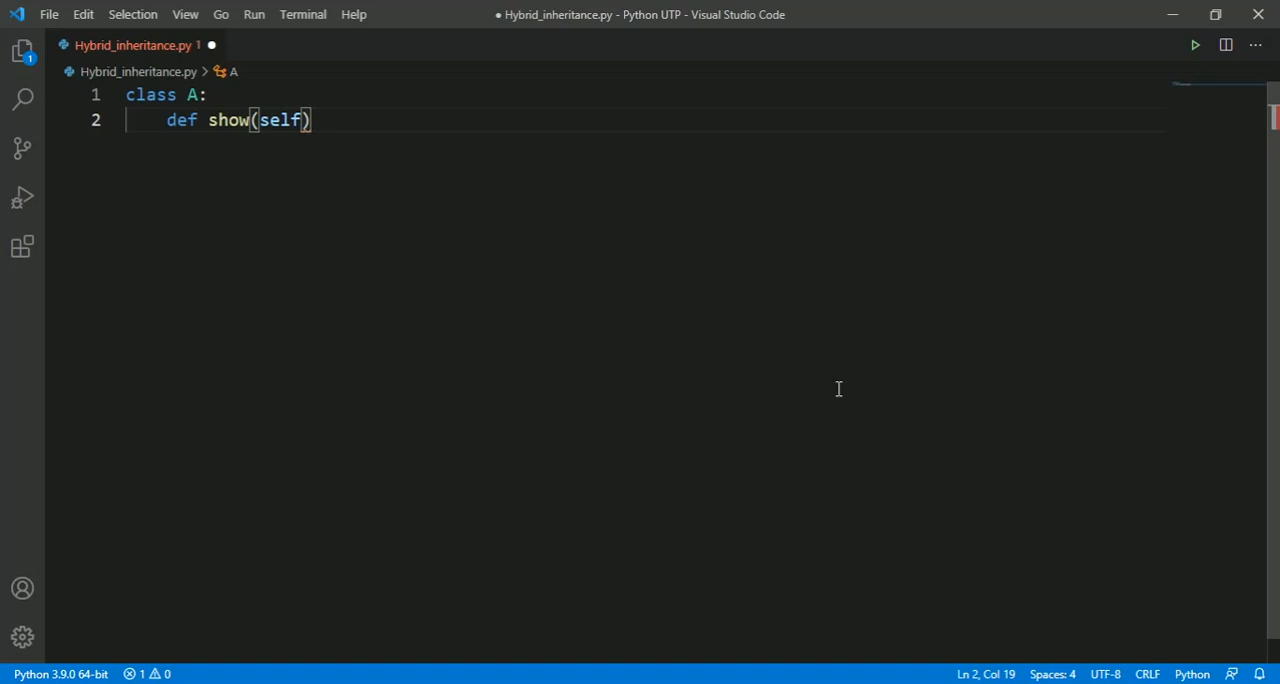 File Edit Selection View Go Run Terminal Help
● Hybrid_inheritance.py - Python UTP - Visual Studio Code
Hybrid_inheritance.py 1 ●
1
Hybrid_inheritance.py > A
1 class A:
2 def show(self)
Python 3.9.0 64-bit 1 0 Ln 2, Col 19 Spaces: 4 UTF-8 CRLF Python